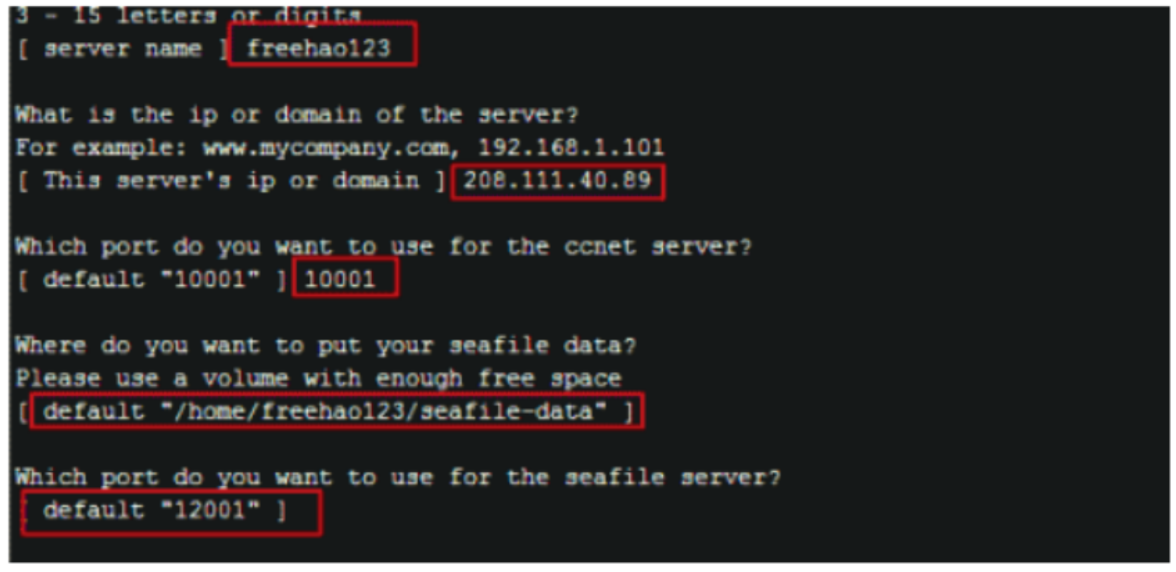 3 - 15 letters or digits
[ server name ] freehao123
What is the ip or domain of the server?
For example: www.mycompany.com, 192.168.1.101
[ This server's ip or domain ] 208.111.40.89
Which port do you want to use for the ccnet server?
[ default "10001" ] 10001
Where do you want to put your seafile data?
Please use a volume with enough free space
[ default "/home/freehao123/seafile-data" ]
Which port do you want to use for the seafile server?
[ default "12001" ]